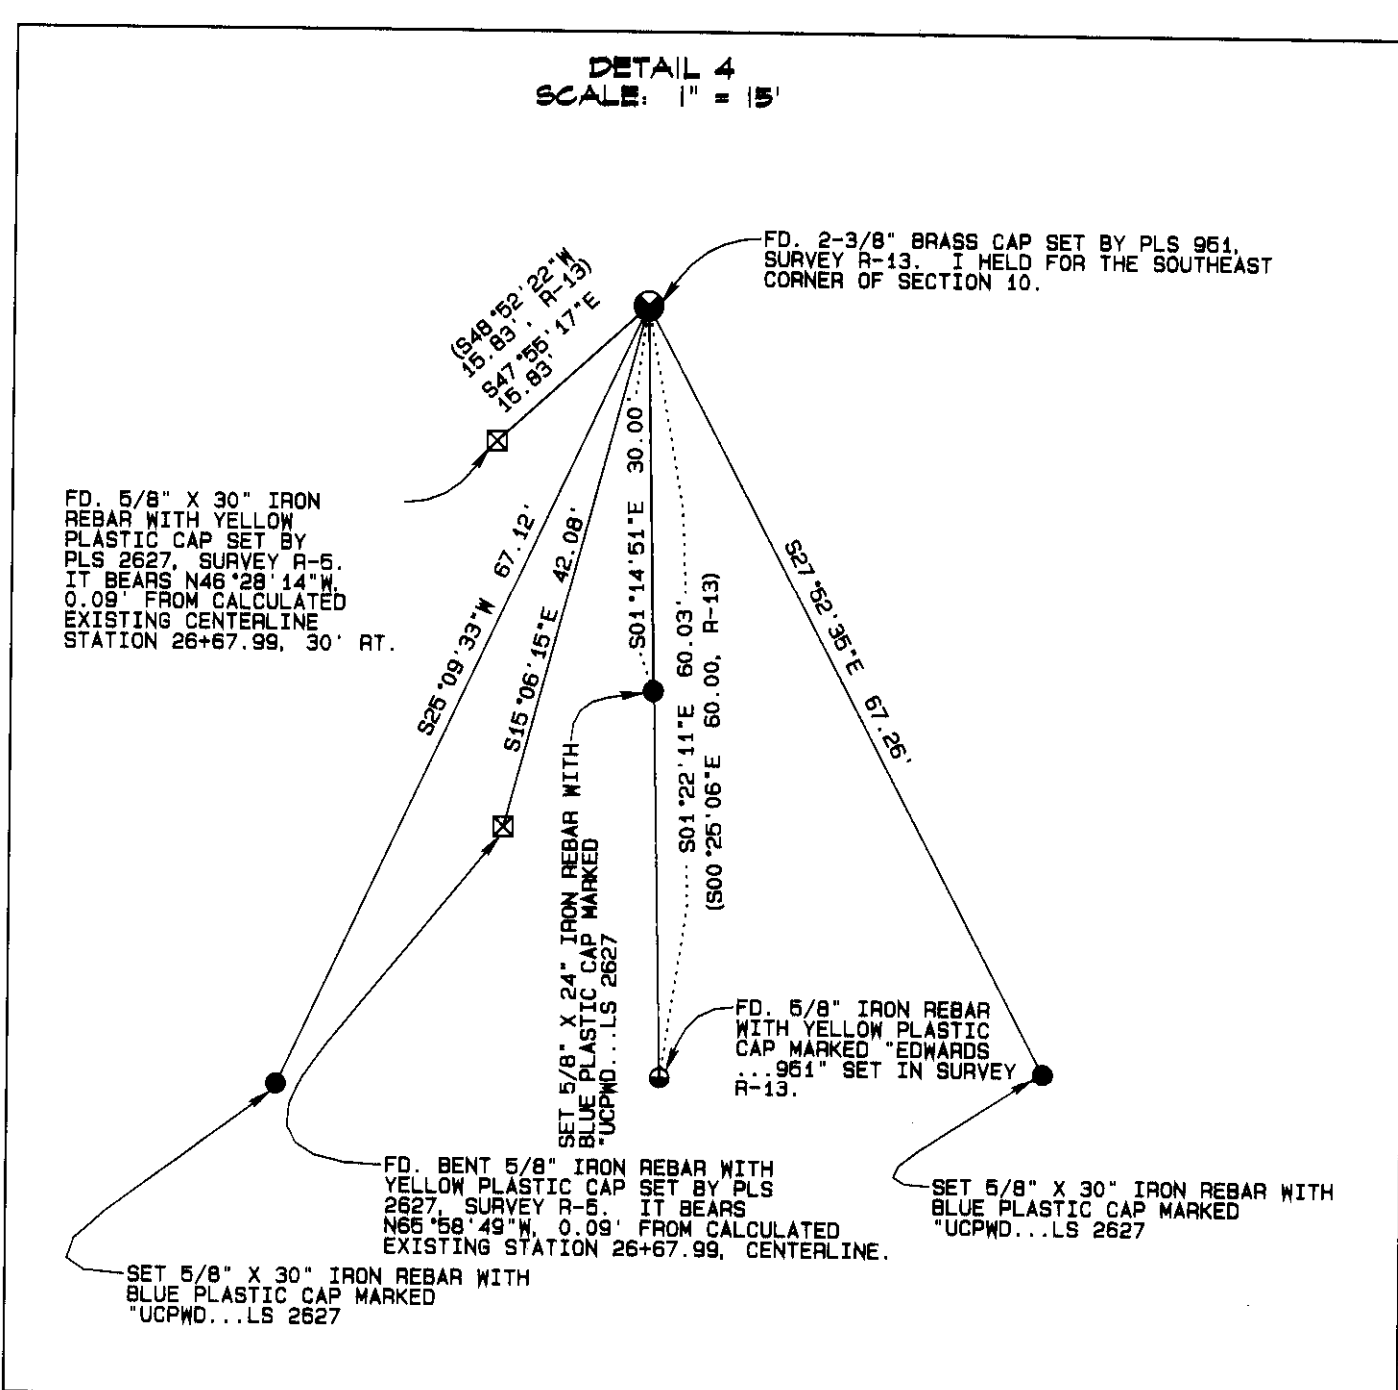 DETAIL 4
SCALE: 1" = 15'
FD. 2-3/8" BRASS CAP SET BY PLS 951,
SURVEY R-13. I HELD FOR THE SOUTHEAST
CORNER OF SECTION 10.
(S48°52'22"W
15.83', R-13)
S47°55'17"E
15.83'
FD. 5/8" X 30" IRON
REBAR WITH YELLOW
PLASTIC CAP SET BY
PLS 2627, SURVEY R-5.
IT BEARS N46°28'14"W,
0.09' FROM CALCULATED
EXISTING CENTERLINE
STATION 26+67.99, 30' RT.
S25°09'33"W 67.12'
S15°06'15"E 42.08'
S01°14'51"E 30.00'
S01°22'11"E 60.03'
(S00°25'06"E 60.00, R-13)
S27°52'35"E 67.26'
SET 5/8" X 24" IRON REBAR WITH
BLUE PLASTIC CAP MARKED
"UCPWD...LS 2627
FD. 5/8" IRON REBAR
WITH YELLOW PLASTIC
CAP MARKED "EDWARDS
...951" SET IN SURVEY
R-13.
FD. BENT 5/8" IRON REBAR WITH
YELLOW PLASTIC CAP SET BY PLS
2627, SURVEY R-5. IT BEARS
N65°58'49"W, 0.09' FROM CALCULATED
EXISTING STATION 26+67.99, CENTERLINE.
SET 5/8" X 30" IRON REBAR WITH
BLUE PLASTIC CAP MARKED
"UCPWD...LS 2627
SET 5/8" X 30" IRON REBAR WITH
BLUE PLASTIC CAP MARKED
"UCPWD...LS 2627